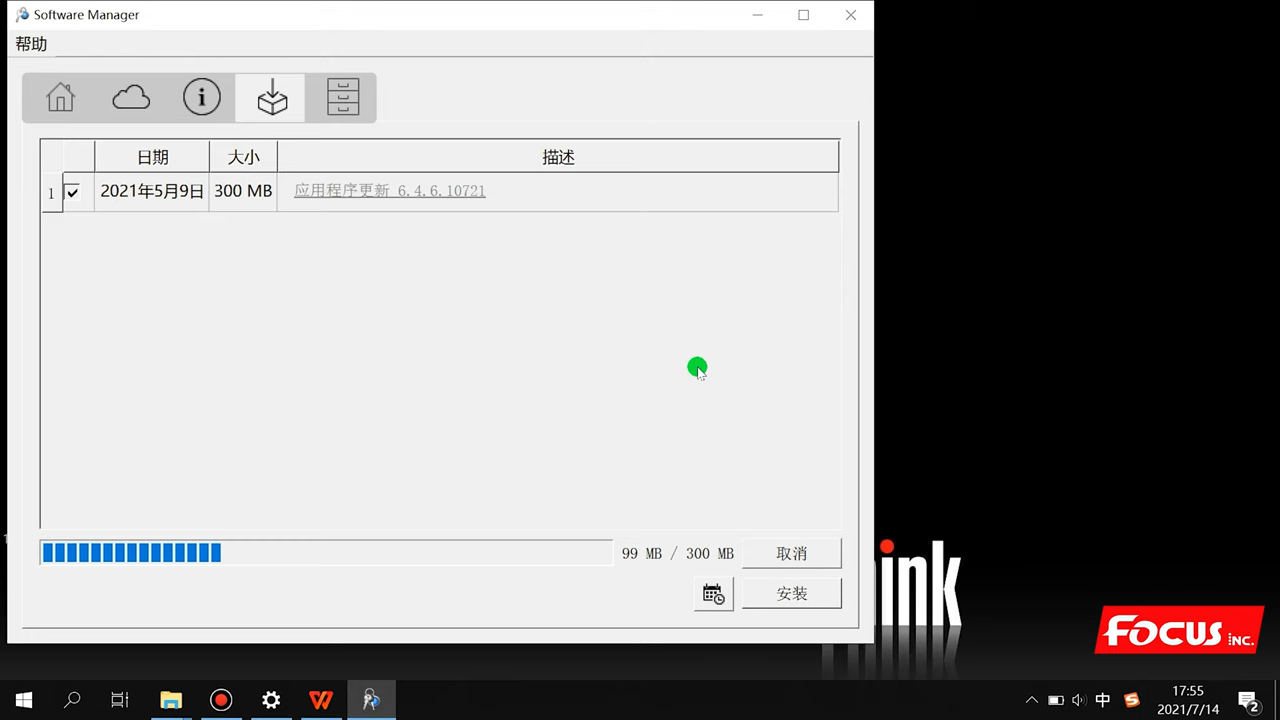 Software Manager
帮助
日期 大小 描述
1 2021年5月9日 300 MB 应用程序更新 6.4.6.10721
99 MB / 300 MB 取消
安装
ink
FOCUS INC.
中
17:55
2021/7/14
2